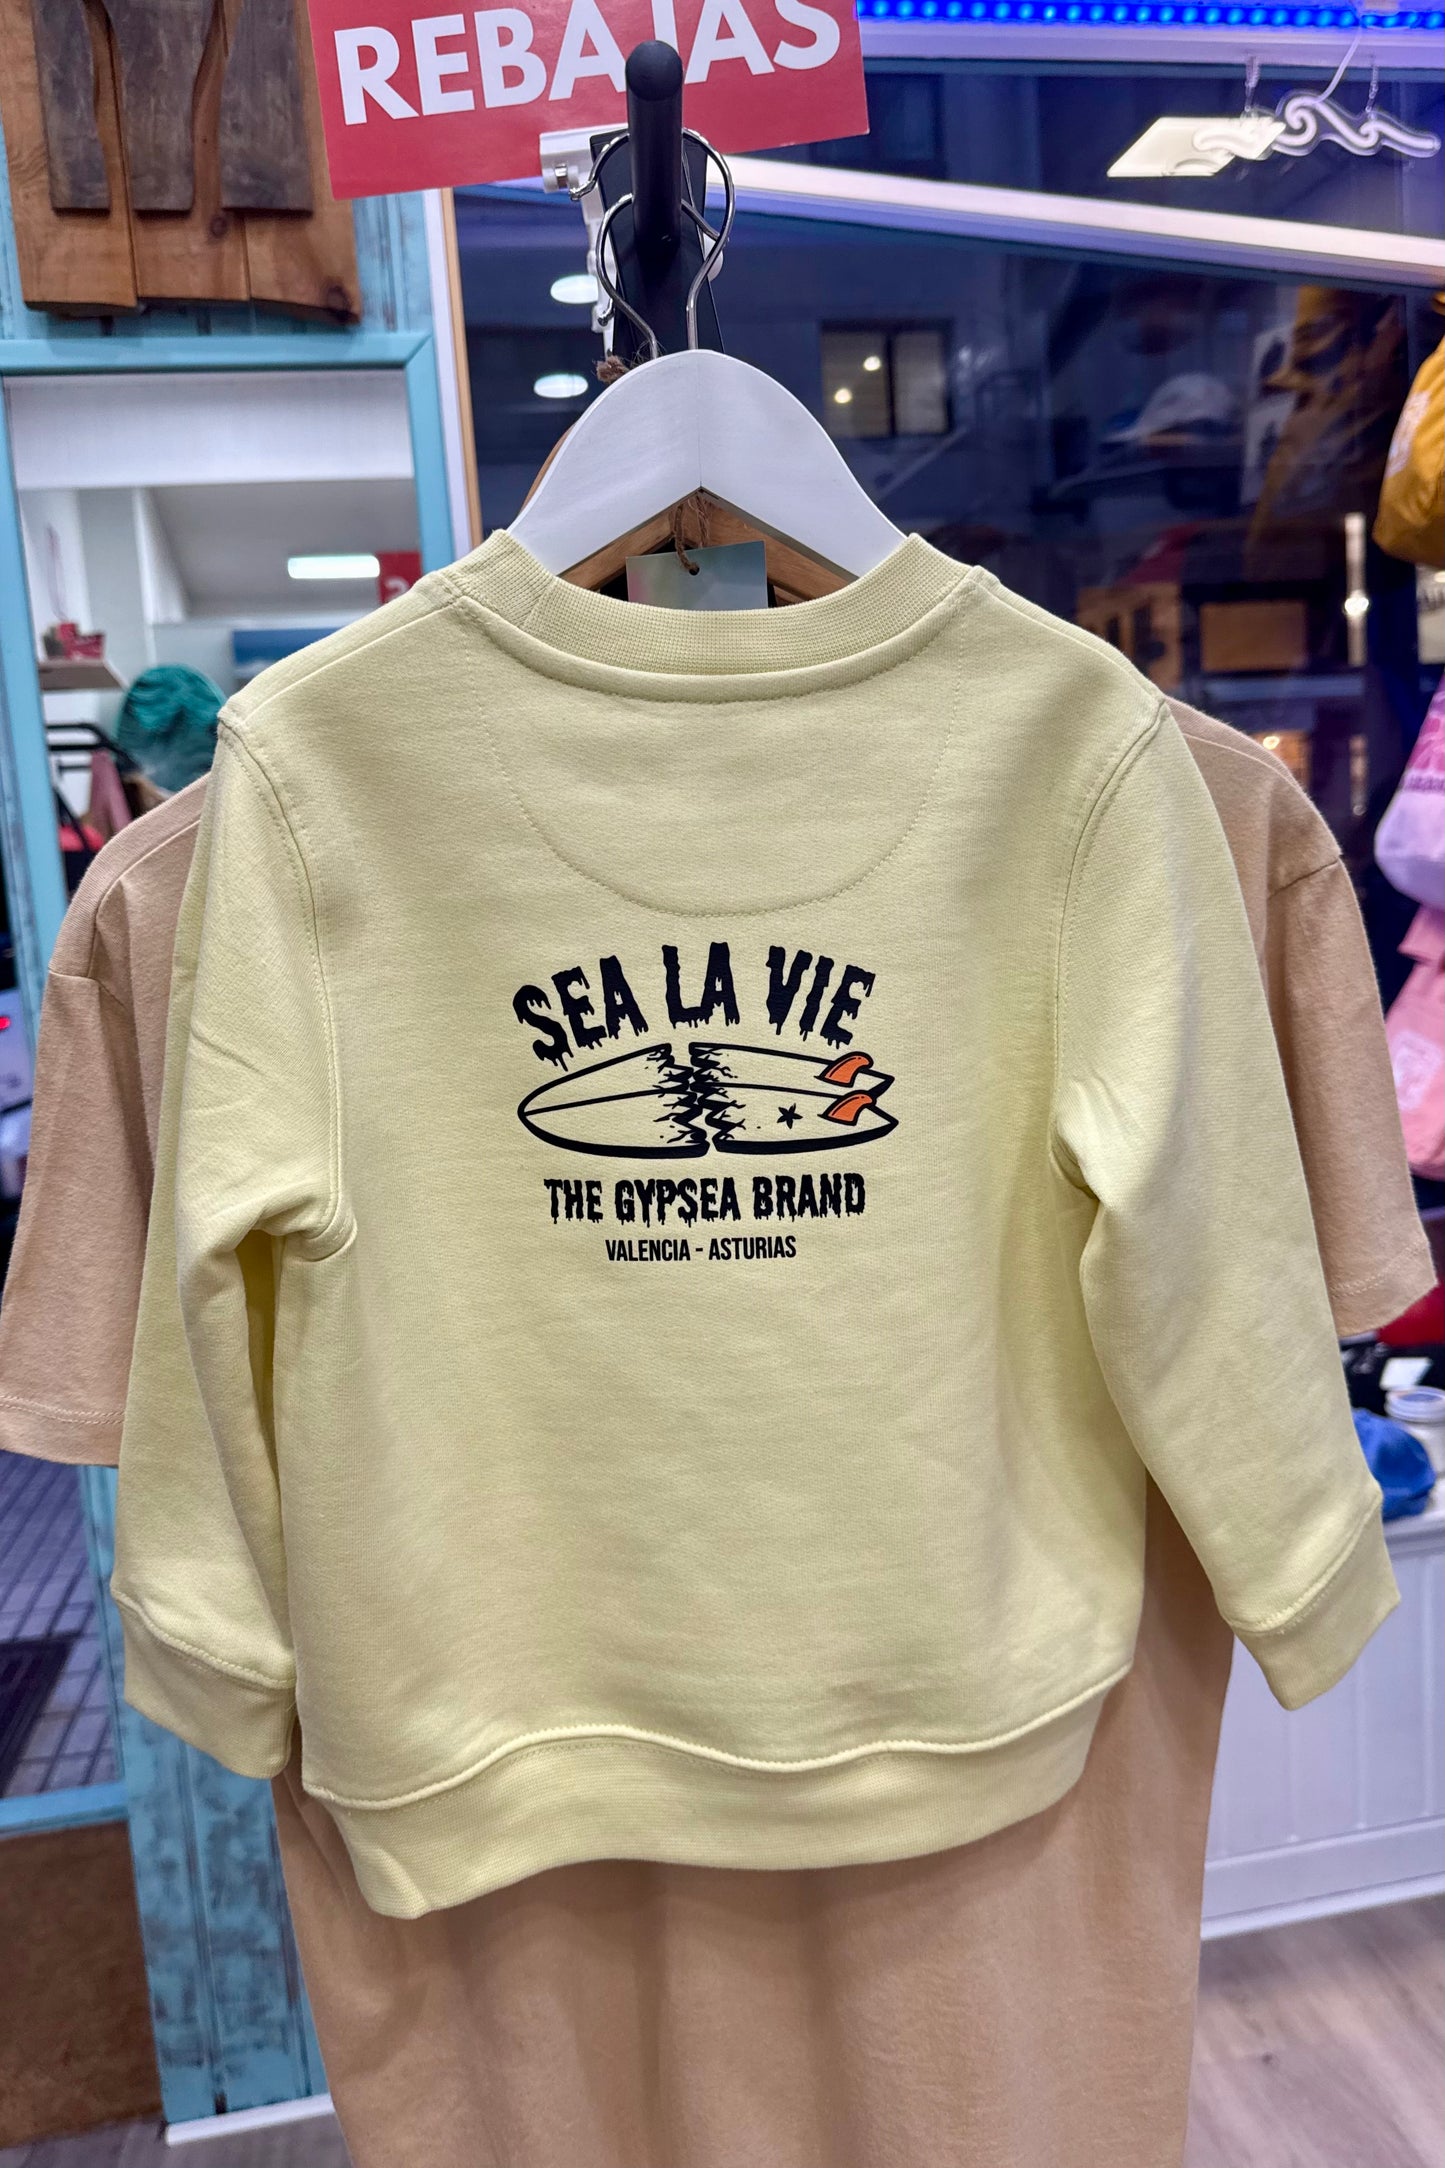 REBAJAS
SEA LA VIE
THE GYPSEA BRAND
VALENCIA - ASTURIAS